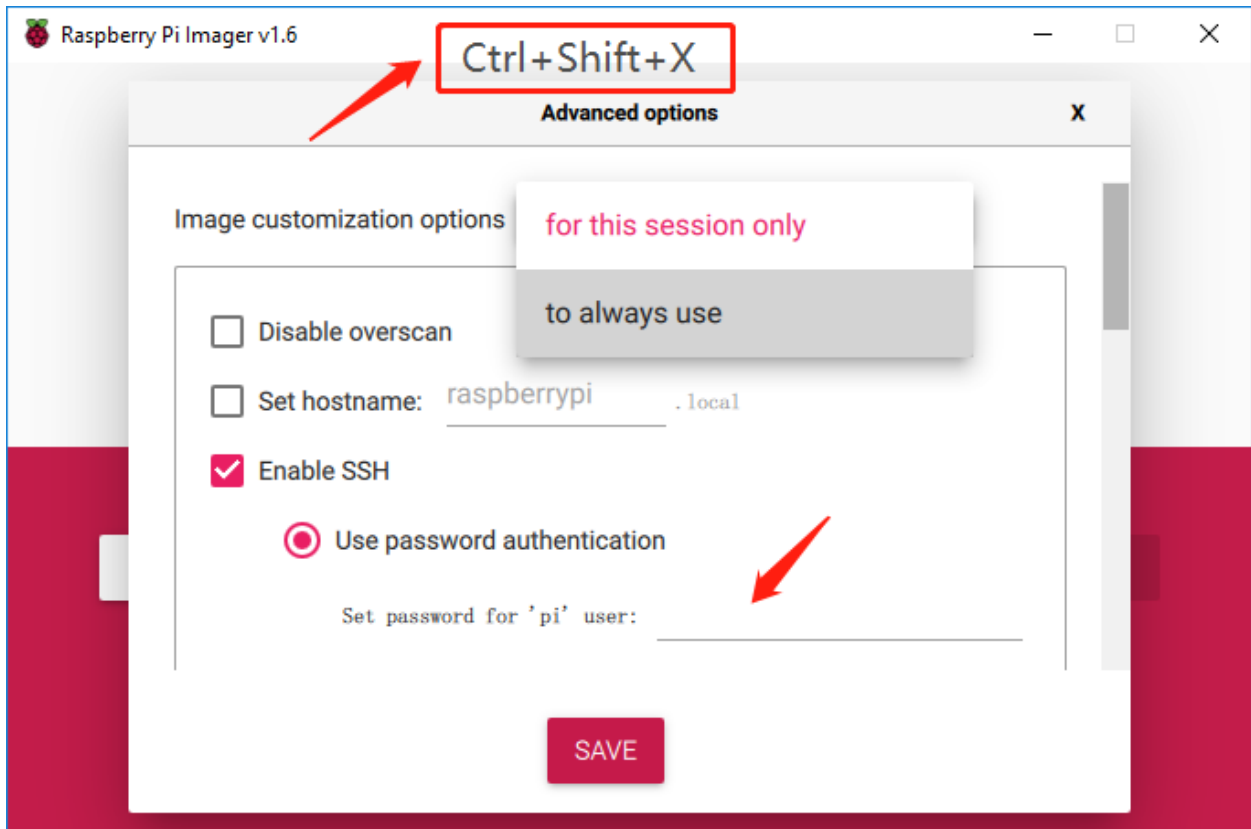 Raspberry Pi Imager v1.6
Ctrl+Shift+X
Advanced options X
Image customization options
for this session only
to always use
Disable overscan
Set hostname: raspberrypi .local
Enable SSH
Use password authentication
Set password for 'pi' user:
SAVE